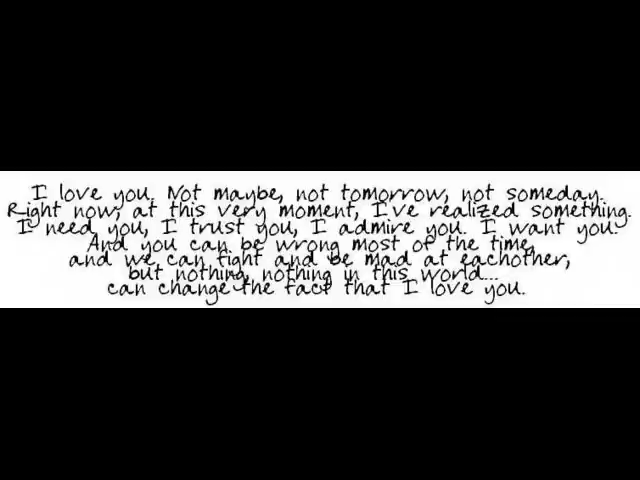 I love you. Not maybe, not tomorrow, not someday.
Right now, at this very moment, I've realized something.
I need you, I trust you, I admire you. I want you.
And you can be wrong most of the time,
and we can fight and be mad at eachother,
but nothing, nothing in this world...
can change the fact that I love you.